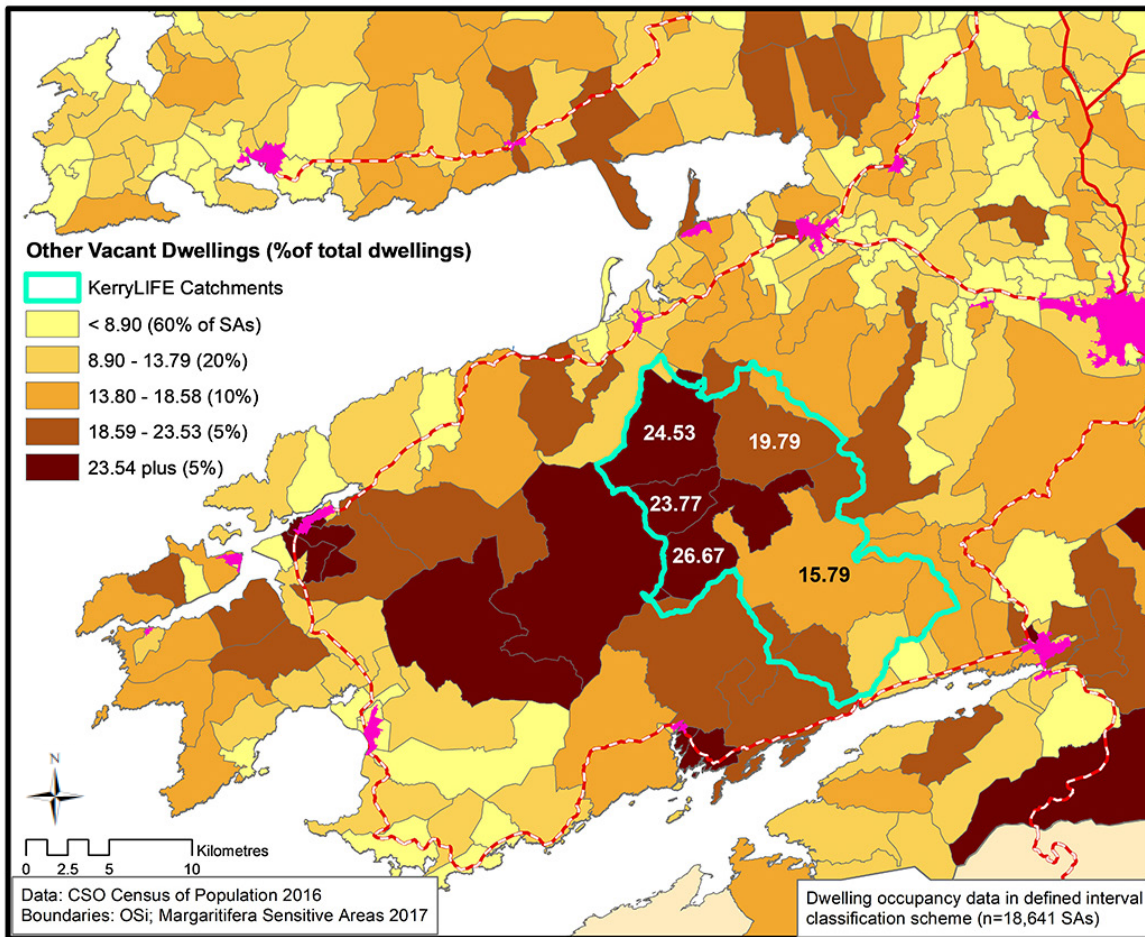 Other Vacant Dwellings (%of total dwellings)
KerryLIFE Catchments
< 8.90 (60% of SAs)
8.90 - 13.79 (20%)
13.80 - 18.58 (10%)
18.59 - 23.53 (5%)
23.54 plus (5%)
24.53
19.79
23.77
26.67
15.79
N
Kilometres
0 2.5 5 10
Data: CSO Census of Population 2016
Boundaries: OSi; Margaritifera Sensitive Areas 2017
Dwelling occupancy data in defined interval
classification scheme (n=18,641 SAs)